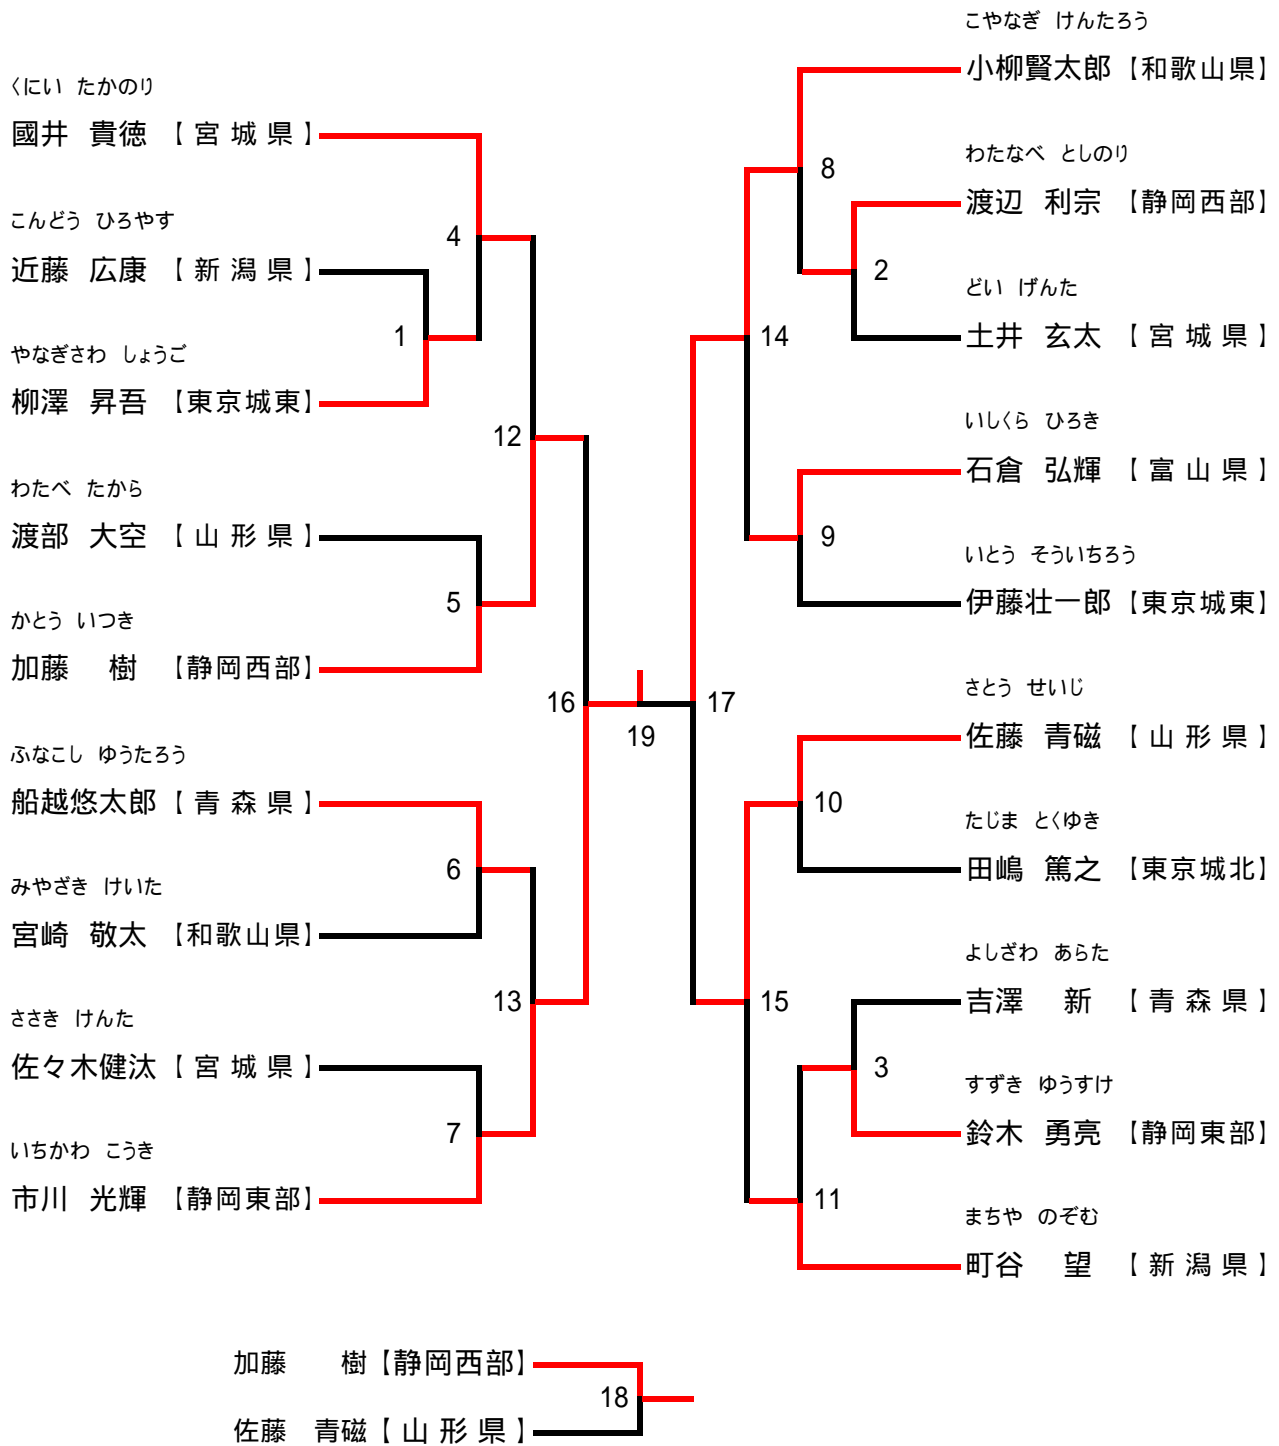 くにい たかのり
國井 貴徳 【宮城県】
こんどう ひろやす
近藤 広康 【新潟県】
やなぎさわ しょうご
柳澤 昇吾 【東京城東】
わたべ たから
渡部 大空 【山形県】
かとう いつき
加藤 樹 【静岡西部】
ふなこし ゆうたろう
船越悠太郎 【青森県】
みやざき けいた
宮崎 敬太 【和歌山県】
ささき けんた
佐々木健汰 【宮城県】
いちかわ こうき
市川 光輝 【静岡東部】
4
1
12
5
16
6
13
7
19
こやなぎ けんたろう
小柳賢太郎 【和歌山県】
わたなべ としのり
渡辺 利宗 【静岡西部】
どい げんた
土井 玄太 【宮城県】
いしくら ひろき
石倉 弘輝 【富山県】
いとう そういちろう
伊藤壮一郎 【東京城東】
さとう せいじ
佐藤 青磁 【山形県】
たじま とくゆき
田嶋 篤之 【東京城北】
よしざわ あらた
吉澤 新 【青森県】
すずき ゆうすけ
鈴木 勇亮 【静岡東部】
まちや のぞむ
町谷 望 【新潟県】
8
2
14
9
17
10
15
3
11
加藤 樹【静岡西部】
18
佐藤 青磁【山形県】